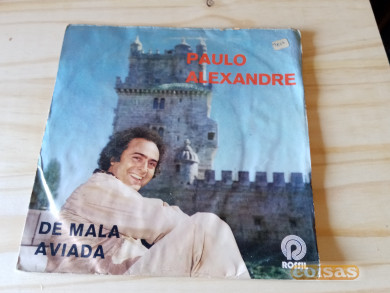 PAULO
ALEXANDRE
DE MALA
AVIADA
ROSSIL
coisas